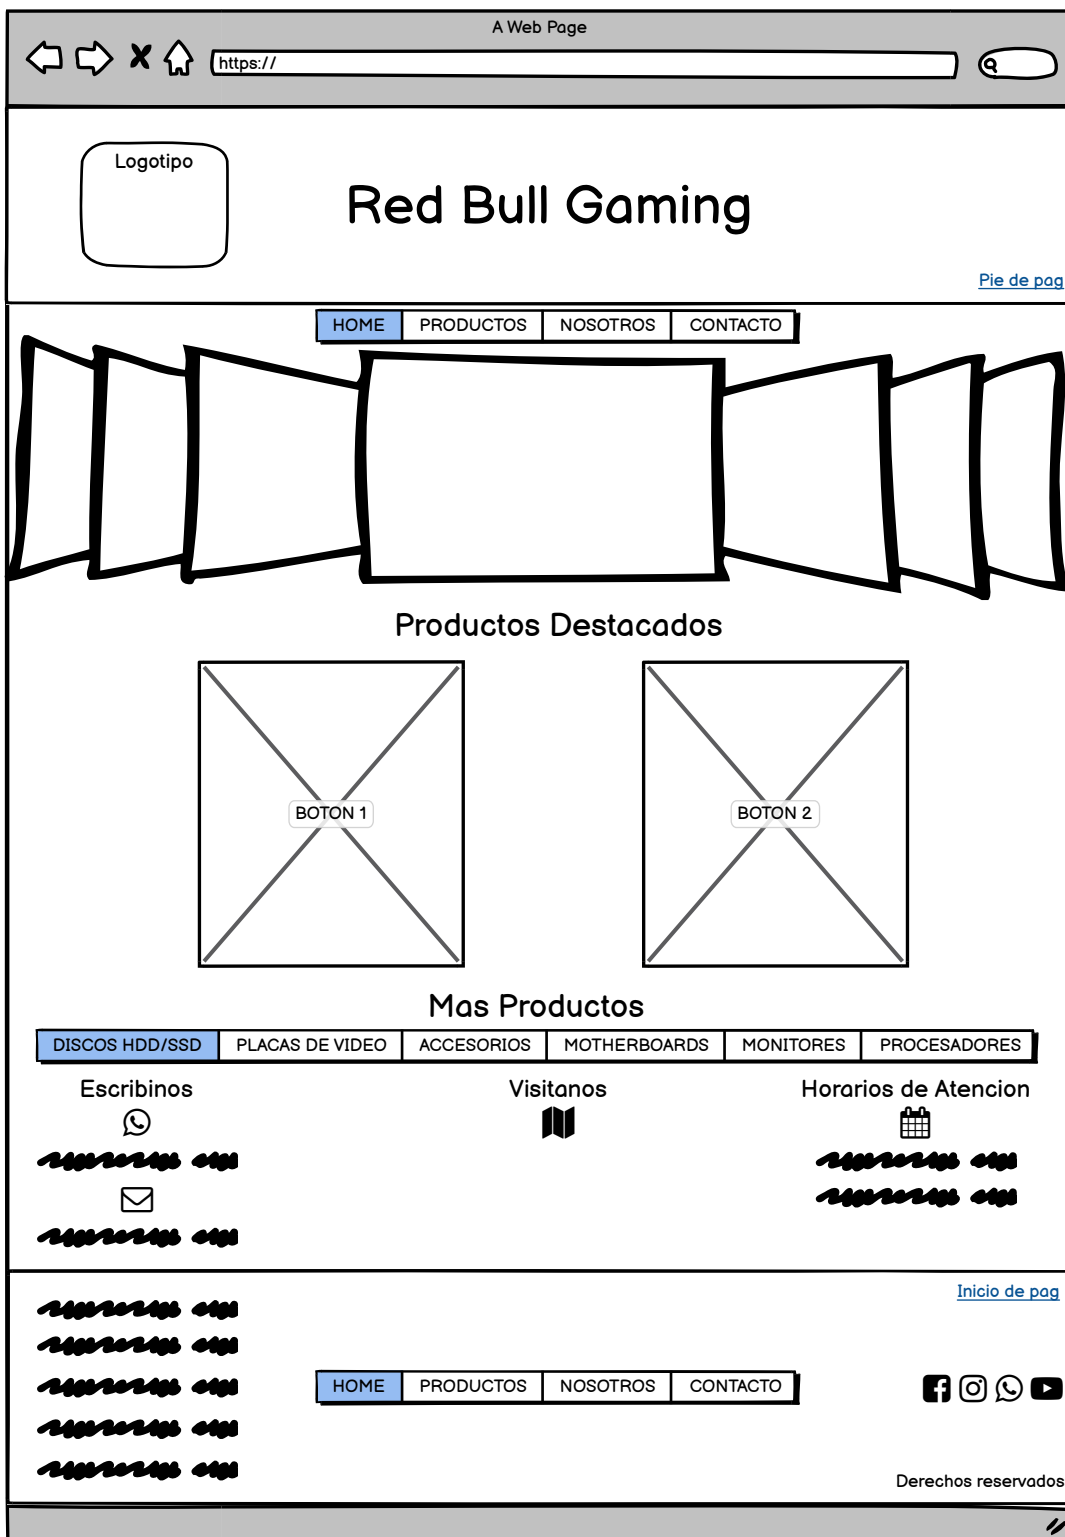 A Web Page
https://
Logotipo
Red Bull Gaming
Pie de pag
HOME PRODUCTOS NOSOTROS CONTACTO
Productos Destacados
BOTON 1 BOTON 2
Mas Productos
DISCOS HDD/SSD PLACAS DE VIDEO ACCESORIOS MOTHERBOARDS MONITORES PROCESADORES
Escribinos Visitanos Horarios de Atencion
Inicio de pag
HOME PRODUCTOS NOSOTROS CONTACTO
Derechos reservados